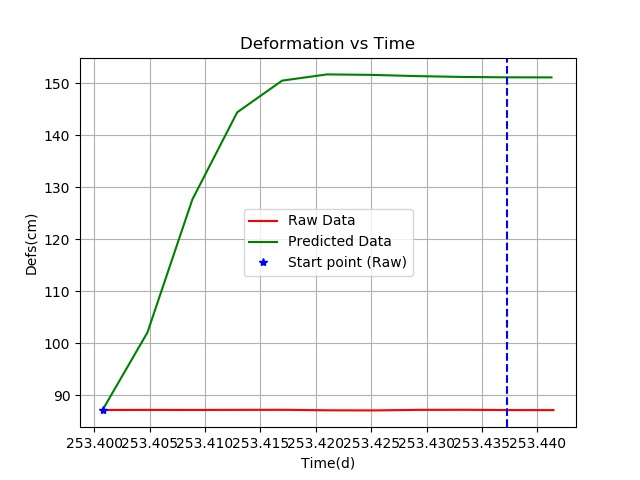 Deformation vs Time
Defs(cm)
150
140
130
120
110
100
90
Raw Data
Predicted Data
Start point (Raw)
253.400 253.405 253.410 253.415 253.420 253.425 253.430 253.435 253.440
Time(d)